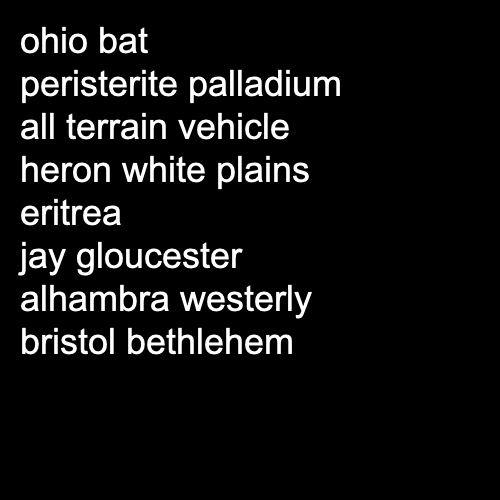 ohio bat
peristerite palladium
all terrain vehicle
heron white plains
eritrea
jay gloucester
alhambra westerly
bristol bethlehem